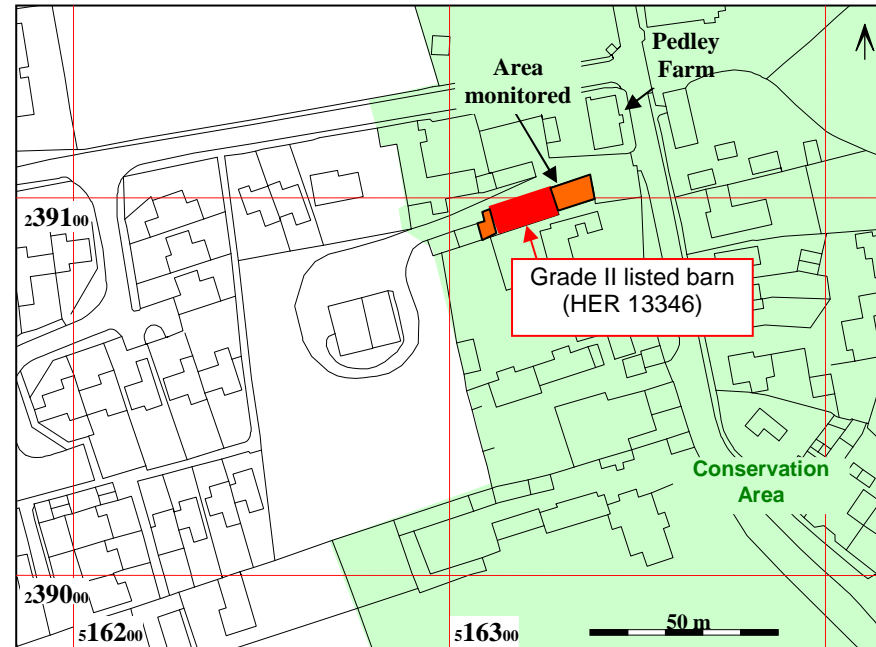 Pedley
Farm
Area
monitored
239100
Grade II listed barn
(HER 13346)
Conservation
Area
239000
516200
516300
50 m